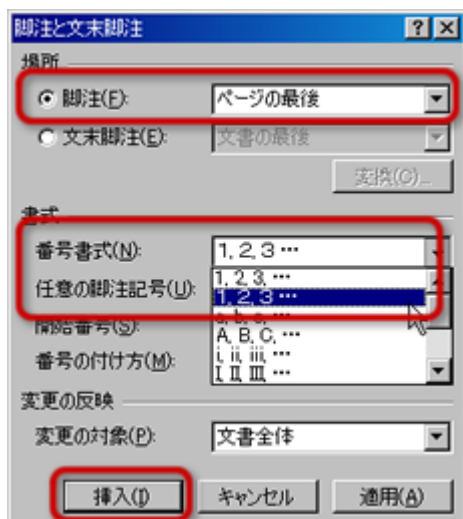 脚注と文末脚注
場所
脚注(F):
ページの最後
文末脚注(E):
文書の最後
変換(C)...
書式
番号書式(N):
1, 2, 3 …
任意の脚注記号(U):
1, 2, 3, …
1, 2, 3 …
a, b, c, …
A, B, C, …
i, ii, iii, …
I, II, III, …
開始番号(S):
番号の付け方(M):
変更の反映
変更の対象(P):
文書全体
挿入(I)
キャンセル
適用(A)